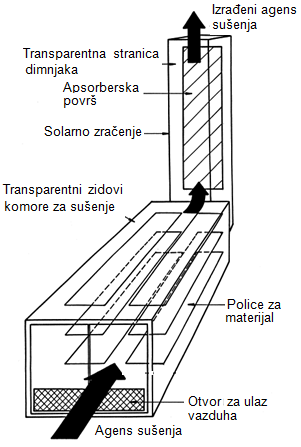 Izrađeni agens
sušenja
Transparentna stranica
dimnjaka
Apsorberska
površ
Solarno zračenje
Transparentni zidovi
komore za sušenje
Police za
materijal
Otvor za ulaz
vazduha
Agens sušenja